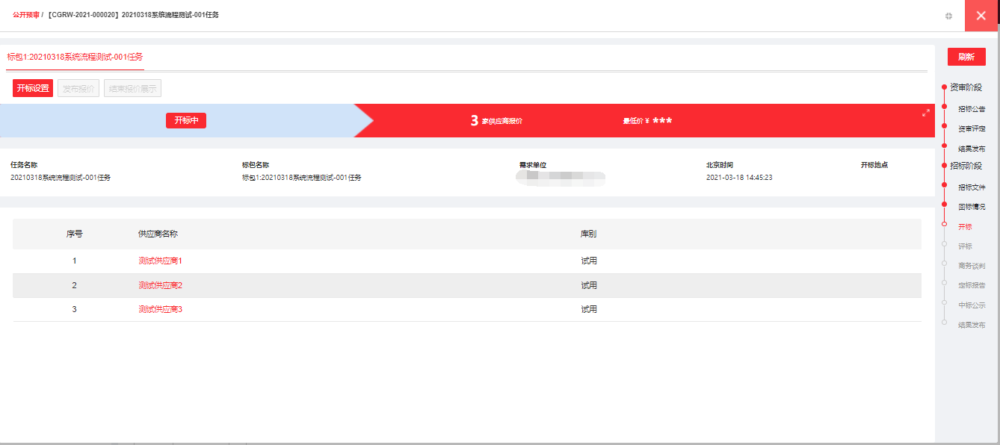 公开预审 / 【CGRW-2021-000020】20210318系统流程测试-001任务
标包1:20210318系统流程测试-001任务
开标设置 发布报价 结束报价展示
开标中
3 家供应商报价
最低价 ¥ ***
任务名称 标包名称 需求单位 北京时间 开标地点
20210318系统流程测试-001任务 标包1:20210318系统流程测试-001任务 2021-03-18 14:45:23
序号 供应商名称 库别
1 测试供应商1 试用
2 测试供应商2 试用
3 测试供应商3 试用
刷新
资审阶段
招标公告
资审评定
结果发布
招标阶段
招标文件
回标情况
开标
评标
商务谈判
定标报告
中标公示
结果发布